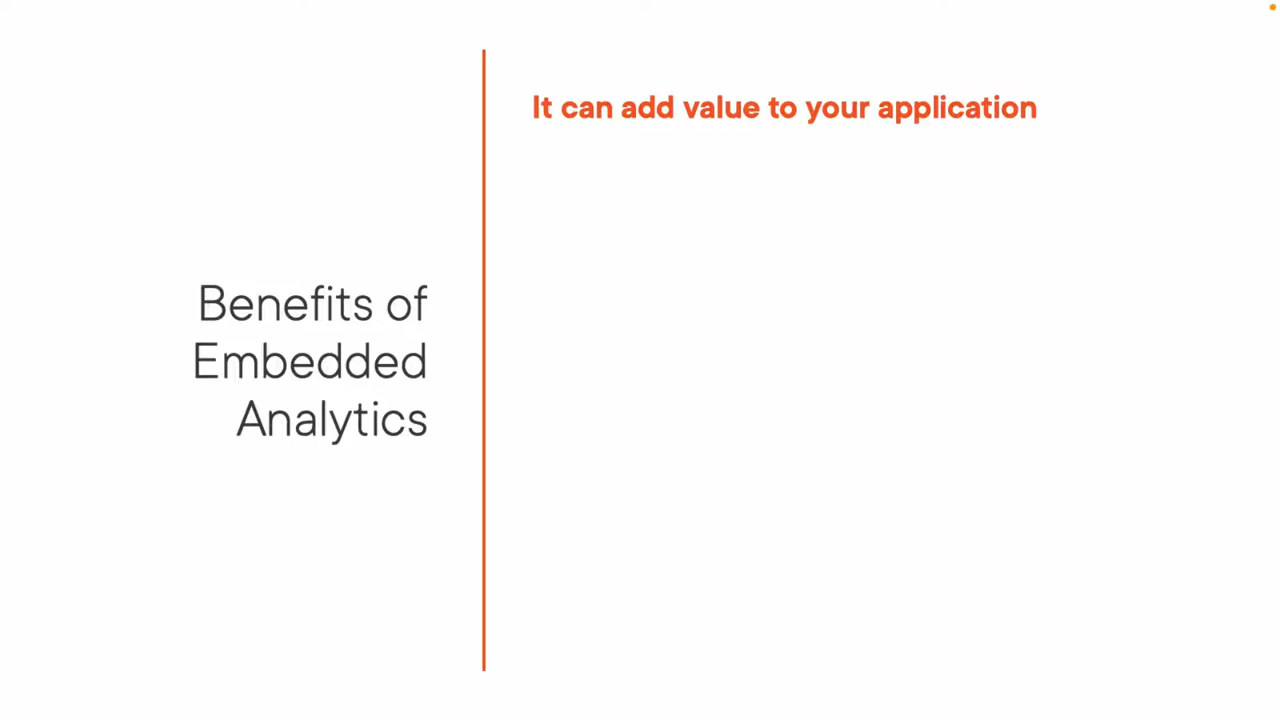 Benefits of
Embedded
Analytics
It can add value to your application